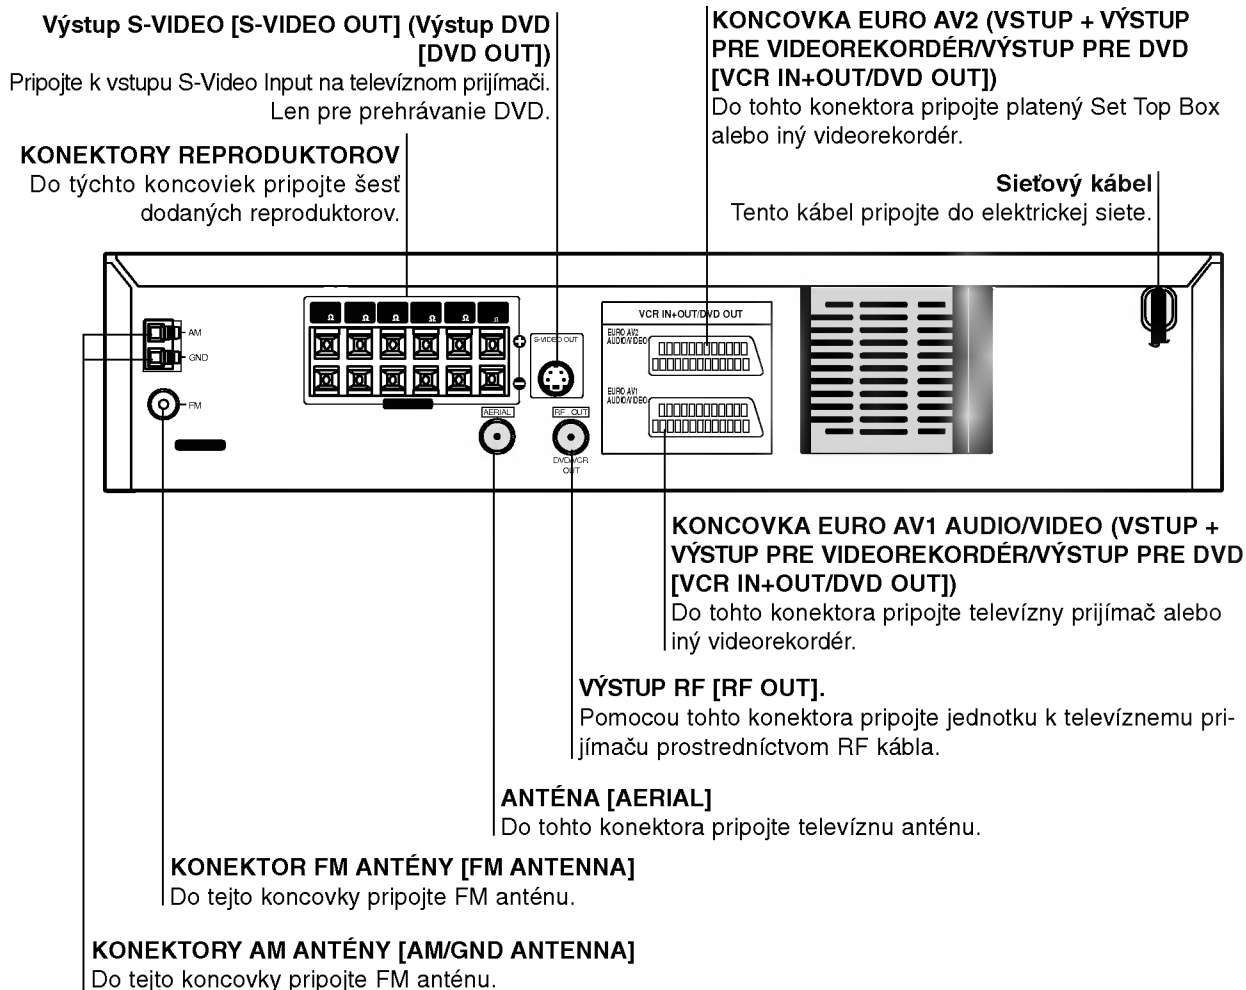 Výstup S-VIDEO [S-VIDEO OUT] (Výstup DVD
[DVD OUT])
Pripojte k vstupu S-Video Input na televíznom prijímači.
Len pre prehrávanie DVD.
KONEKTORY REPRODUKTOROV
Do týchto koncoviek pripojte šesť
dodaných reproduktorov.
KONCOVKA EURO AV2 (VSTUP + VÝSTUP
PRE VIDEOREKORDÉR/VÝSTUP PRE DVD
[VCR IN+OUT/DVD OUT])
Do tohto konektora pripojte platený Set Top Box
alebo iný videorekordér.
Sieťový kábel
Tento kábel pripojte do elektrickej siete.
AM
GND
FM
Ω Ω Ω Ω Ω Ω
S-VIDEO OUT
AERIAL
RF . OUT
DVD/VCR
OUT
VCR IN+OUT/DVD OUT
EURO AV2
AUDIO/VIDEO
EURO AV1
AUDIO/VIDEO
KONCOVKA EURO AV1 AUDIO/VIDEO (VSTUP +
VÝSTUP PRE VIDEOREKORDÉR/VÝSTUP PRE DVD
[VCR IN+OUT/DVD OUT])
Do tohto konektora pripojte televízny prijímač alebo
iný videorekordér.
VÝSTUP RF [RF OUT].
Pomocou tohto konektora pripojte jednotku k televíznemu pri-
jímaču prostredníctvom RF kábla.
ANTÉNA [AERIAL]
Do tohto konektora pripojte televíznu anténu.
KONEKTOR FM ANTÉNY [FM ANTENNA]
Do tejto koncovky pripojte FM anténu.
KONEKTORY AM ANTÉNY [AM/GND ANTENNA]
Do tejto koncovky pripojte FM anténu.